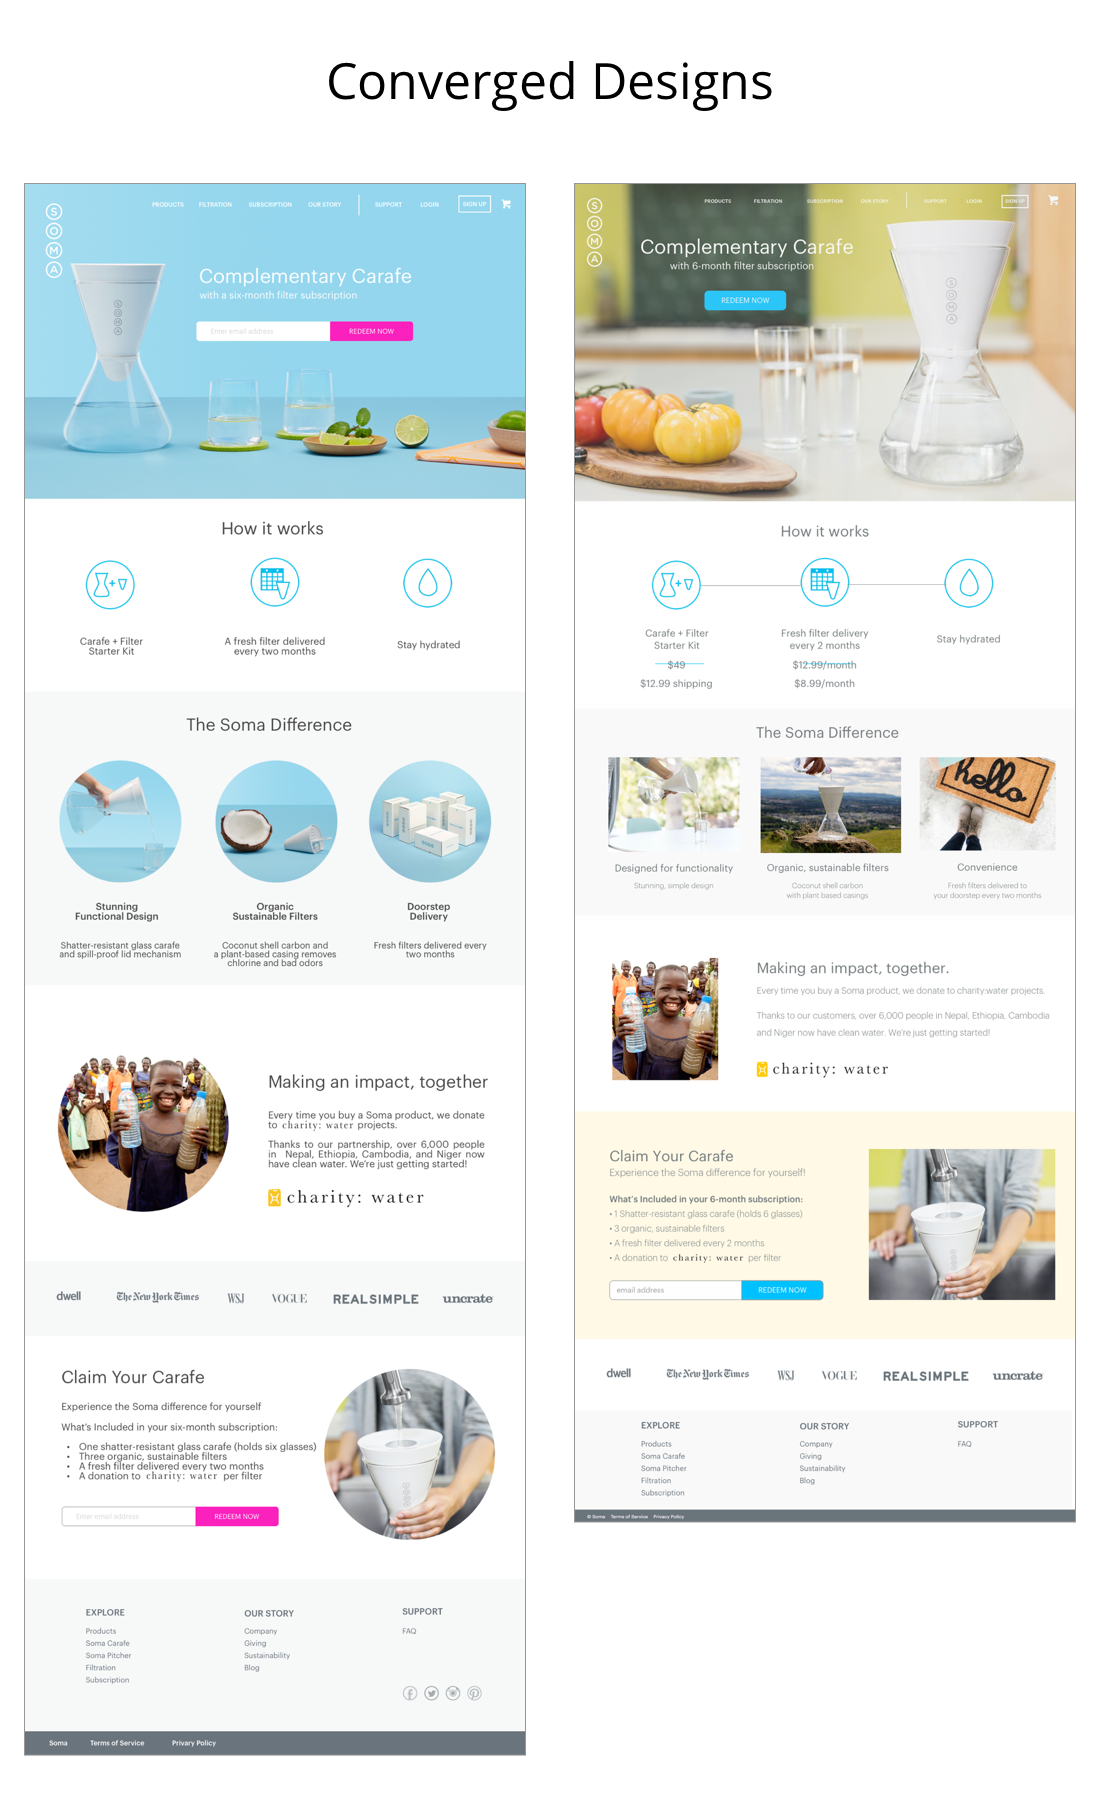 Converged Designs
SOMA
PRODUCTS FILTRATION SUBSCRIPTION OUR STORY SUPPORT LOGIN SIGN UP
SOMA
Complementary Carafe
with a six-month filter subscription
Enter email address REDEEM NOW
How it works
Carafe + Filter
Starter Kit
A fresh filter delivered
every two months
Stay hydrated
The Soma Difference
Stunning
Functional Design
Organic
Sustainable Filters
Doorstep
Delivery
Shatter-resistant glass carafe
and spill-proof lid mechanism
Coconut shell carbon and
a plant-based casing removes
chlorine and bad odors
Fresh filters delivered every
two months
Making an impact, together
Every time you buy a Soma product, we donate
to charity: water projects.
Thanks to our partnership, over 6,000 people
in Nepal, Ethiopia, Cambodia, and Niger now
have clean water. We're just getting started!
charity: water
dwell The New York Times WSJ VOGUE REALSIMPLE uncrate
Claim Your Carafe
Experience the Soma difference for yourself
What's Included in your six-month subscription:
• One shatter-resistant glass carafe (holds six glasses)
• Three organic, sustainable filters
• A fresh filter delivered every two months
• A donation to charity: water per filter
Enter email address REDEEM NOW
SOMA
EXPLORE
Products
Soma Carafe
Soma Pitcher
Filtration
Subscription
OUR STORY
Company
Giving
Sustainability
Blog
SUPPORT
FAQ
Soma Terms of Service Privary Policy
SOMA
PRODUCTS FILTRATION SUBSCRIPTION OUR STORY SUPPORT LOGIN SIGN UP
Complementary Carafe
with 6-month filter subscription
REDEEM NOW
SOMA
How it works
Carafe + Filter
Starter Kit
$49
$12.99 shipping
Fresh filter delivery
every 2 months
$12.99/month
$8.99/month
Stay hydrated
The Soma Difference
hello
Designed for functionality
Stunning, simple design
Organic, sustainable filters
Coconut shell carbon
with plant based casings
Convenience
Fresh filters delivered to
your doorstep every two months
Making an impact, together.
Every time you buy a Soma product, we donate to charity:water projects.
Thanks to our customers, over 6,000 people in Nepal, Ethiopia, Cambodia
and Niger now have clean water. We're just getting started!
charity: water
Claim Your Carafe
Experience the Soma difference for yourself!
What's Included in your 6-month subscription:
• 1 Shatter-resistant glass carafe (holds 6 glasses)
• 3 organic, sustainable filters
• A fresh filter delivered every 2 months
• A donation to charity: water per filter
email address REDEEM NOW
SOMA
dwell The New York Times WSJ VOGUE REALSIMPLE uncrate
EXPLORE
Products
Soma Carafe
Soma Pitcher
Filtration
Subscription
OUR STORY
Company
Giving
Sustainability
Blog
SUPPORT
FAQ
© Soma Terms of Service Privacy Policy